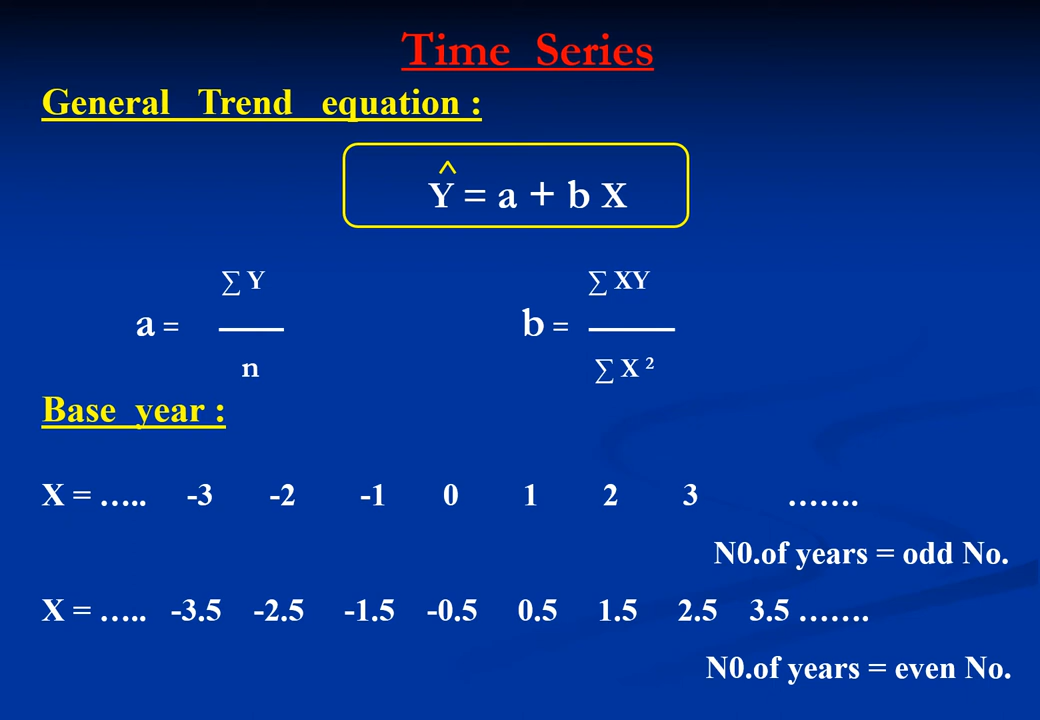 Time Series
General Trend equation :
^
Y = a + b X
∑ Y
∑ XY
a =
b =
n
∑ X ²
Base year :
X = ….. -3 -2 -1 0 1 2 3 …….
N0.of years = odd No.
X = ….. -3.5 -2.5 -1.5 -0.5 0.5 1.5 2.5 3.5 …….
N0.of years = even No.